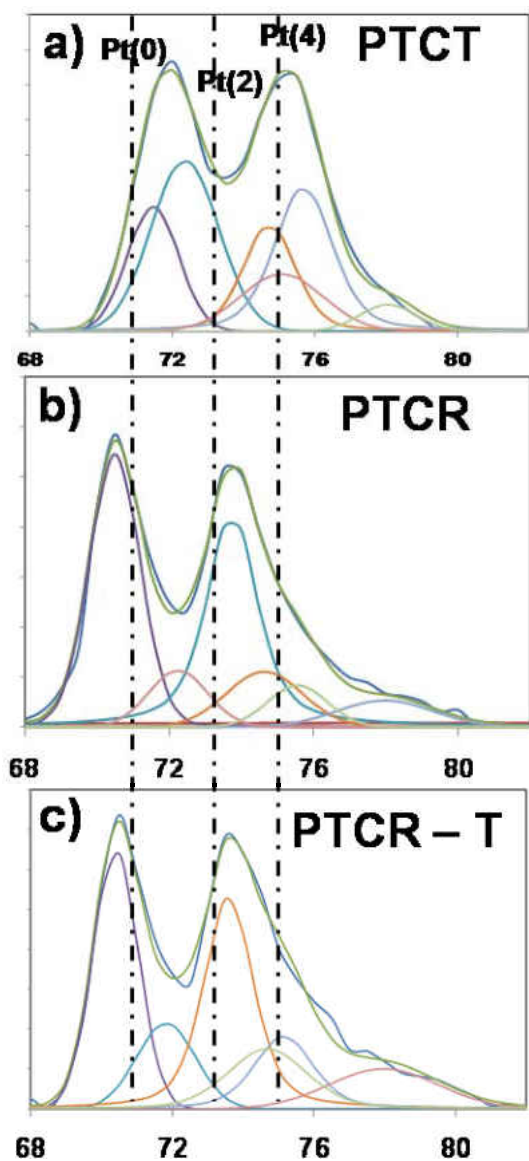 a)
Pt(0)
Pt(2)
Pt(4)
PTCT
68 72 76 80
b)
PTCR
68 72 76 80
c)
PTCR – T
68 72 76 80